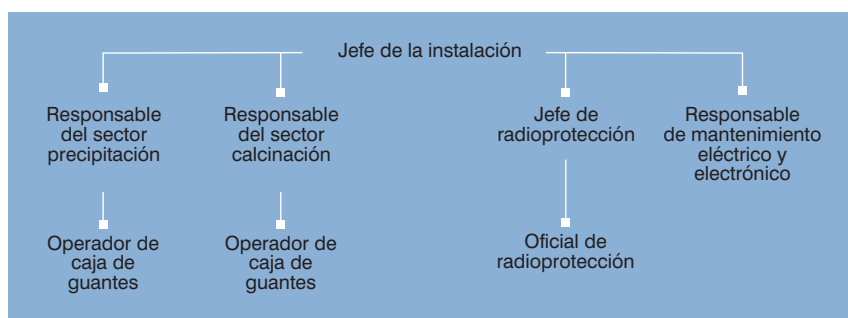 Jefe de la instalación
Responsable
del sector
precipitación
Responsable
del sector
calcinación
Jefe de
radioprotección
Responsable
de mantenimiento
eléctrico y
electrónico
Operador de
caja de
guantes
Operador de
caja de
guantes
Oficial de
radioprotección